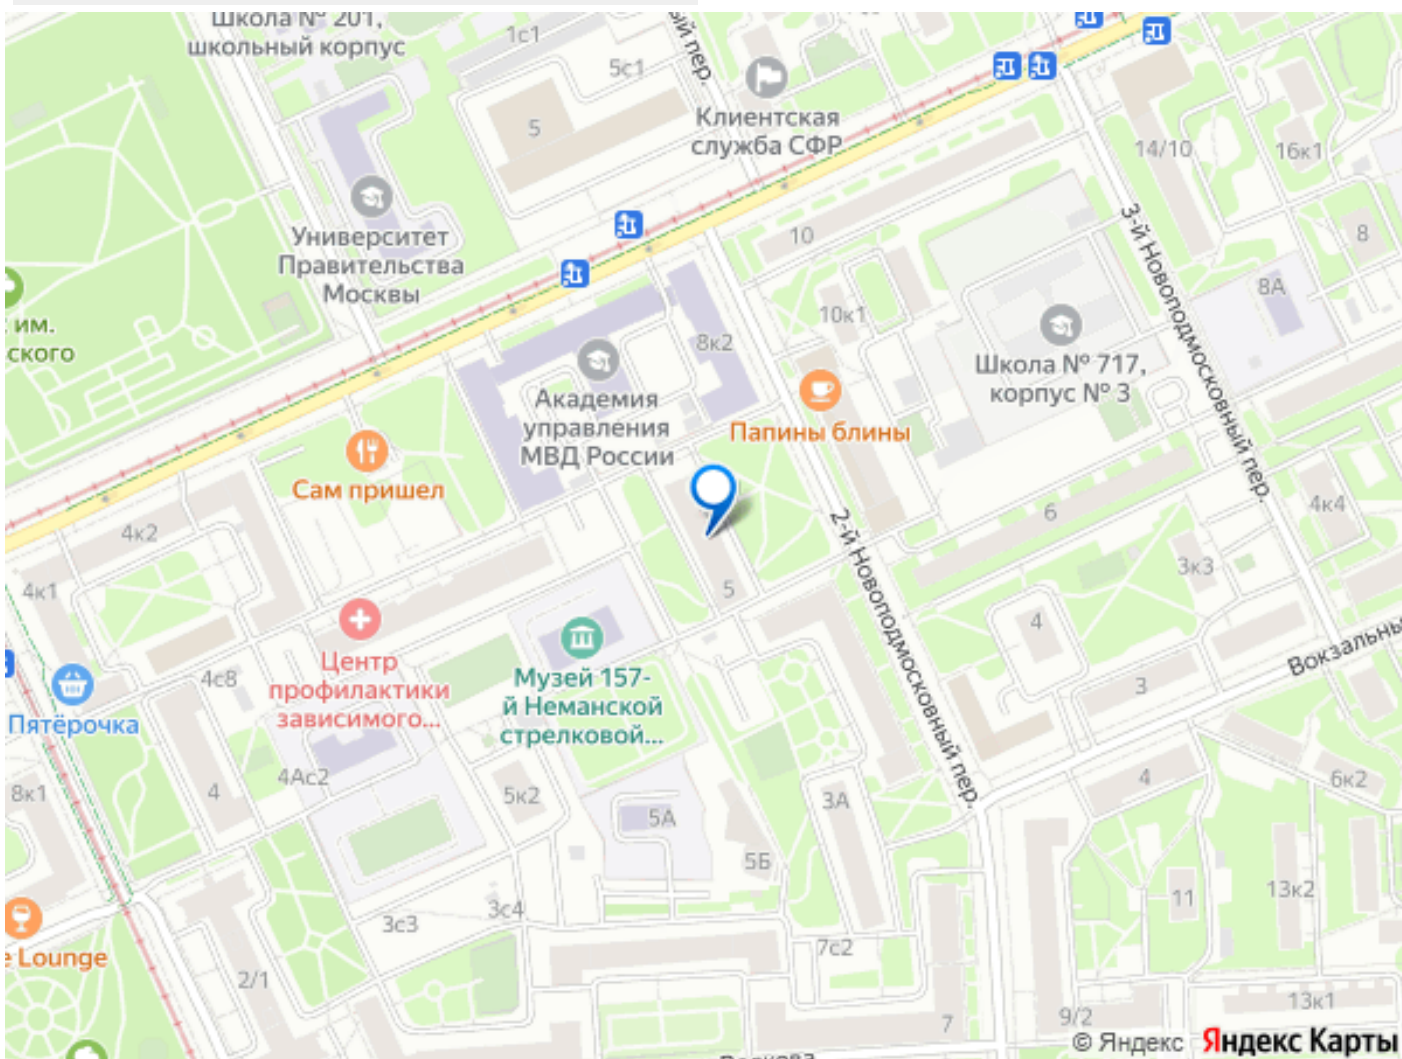 Школа № 201,
школьный корпус
1с1
ый пер.
5с1
5
Клиентская
служба СФР
14/10
16к1
Университет
Правительства
Москвы
10
3-й Новоподмосковный пер.
8
8А
им.
ского
8к2
10к1
Школа № 717,
корпус № 3
Академия
управления
МВД России
Папины блины
Сам пришел
4к2
6
4к4
2-й Новоподмосковный пер.
3к3
4к1
5
4
Вокзальны
Центр
профилактики
зависимого...
4с8
Музей 157-
й Неманской
стрелковой...
3
Пятёрочка
4Ас2
4
8к1
5к2
5А
3А
4
6к2
5Б
11
13к2
3с3
3с4
e Lounge
2/1
7с2
7
9/2
13к1
© Яндекс Яндекс Карты